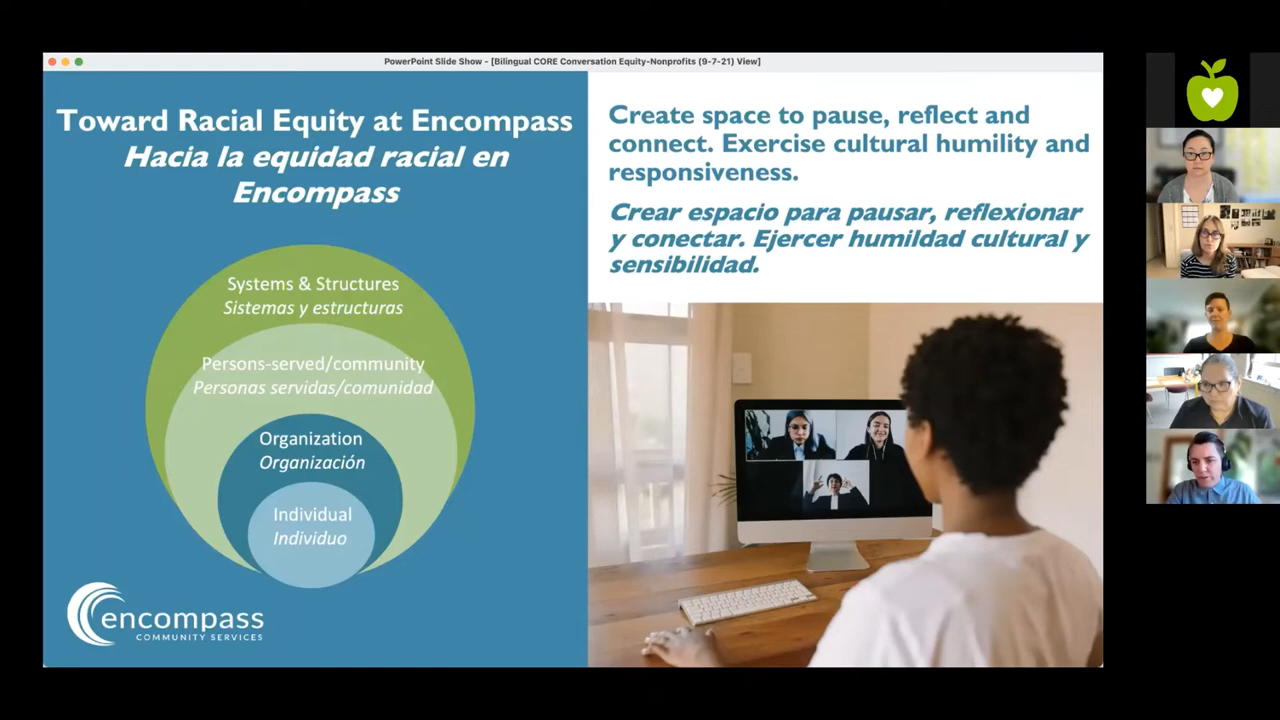 PowerPoint Slide Show - [Bilingual CORE Conversation Equity-Nonprofits (9-7-21) View]
Toward Racial Equity at Encompass
Hacia la equidad racial en
Encompass
Systems & Structures
Sistemas y estructuras
Persons-served/community
Personas servidas/comunidad
Organization
Organización
Individual
Individuo
encompass
COMMUNITY SERVICES
Create space to pause, reflect and
connect. Exercise cultural humility and
responsiveness.
Crear espacio para pausar, reflexionar
y conectar. Ejercer humildad cultural y
sensibilidad.